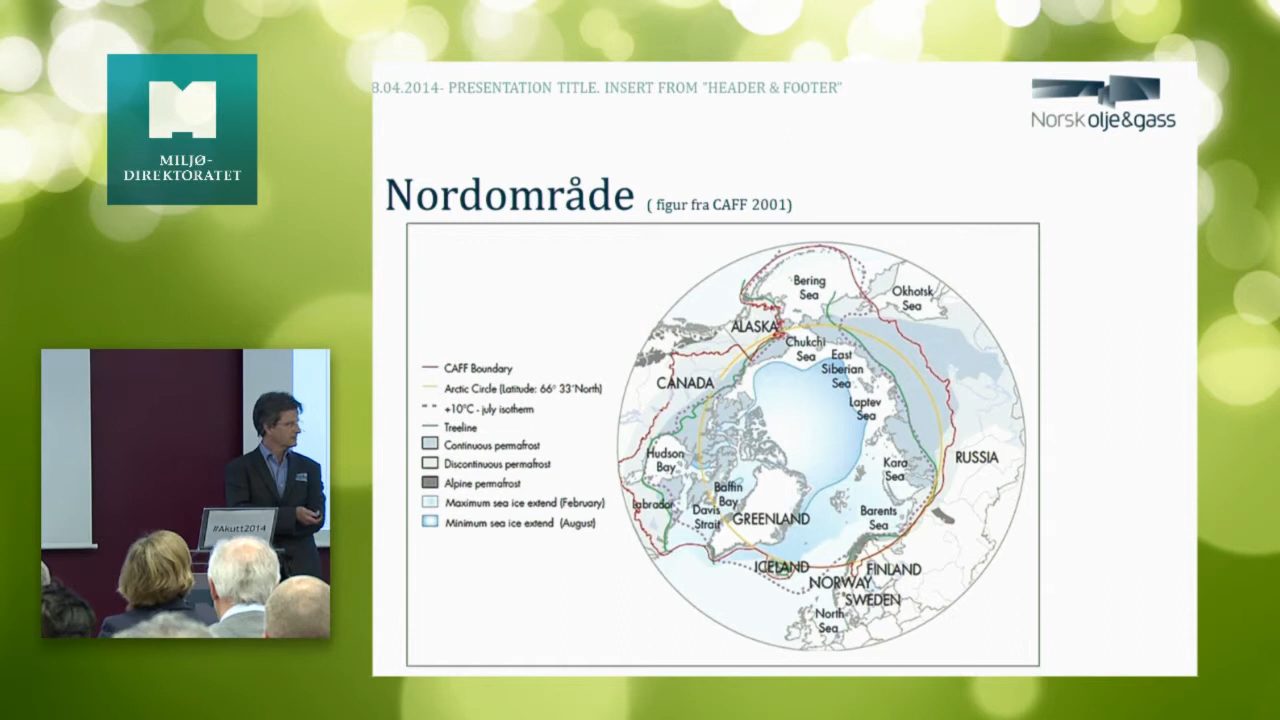 MILJØ-
DIREKTORATET
#Akutt2014
8.04.2014- PRESENTATION TITLE. INSERT FROM "HEADER & FOOTER"
Norsk olje&gass
Nordområde ( figur fra CAFF 2001)
CAFF Boundary
Arctic Circle (Latitude: 66° 33´North)
+10°C - july isotherm
Treeline
Continuous permafrost
Discontinuous permafrost
Alpine permafrost
Maximum sea ice extend (February)
Minimum sea ice extend (August)
Bering
Sea
Okhotsk
Sea
ALASKA
Chukchi
Sea
East
Siberian
Sea
CANADA
Laptev
Sea
Hudson
Bay
Kara
Sea
RUSSIA
Baffin
Bay
Labrador
Davis
Strait
GREENLAND
Barents
Sea
ICELAND
FINLAND
NORWAY
SWEDEN
North
Sea